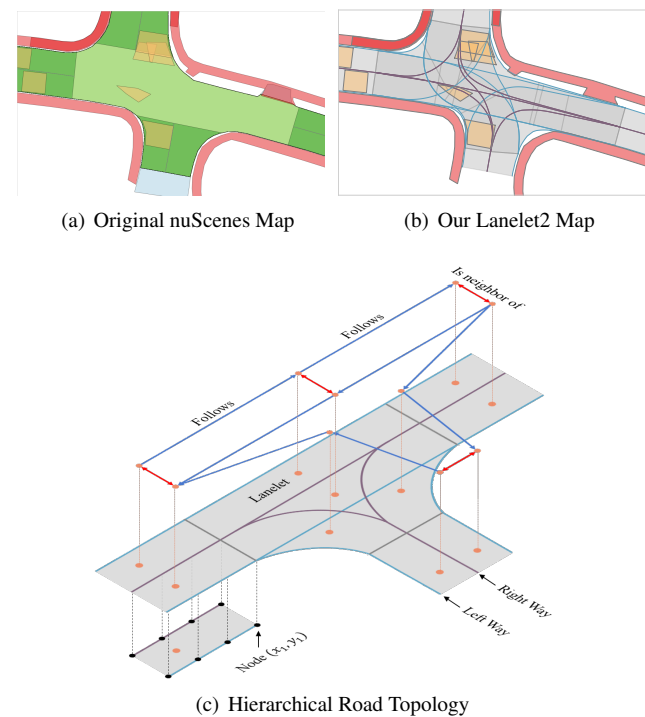 (a) Original nuScenes Map
(b) Our Lanelet2 Map
Is neighbor of
Follows
Follows
Lanelet
Right Way
Left Way
Node (x₁, y₁)
(c) Hierarchical Road Topology